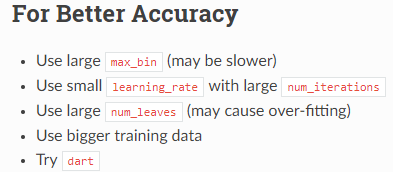 For Better Accuracy
• Use large max_bin (may be slower)
• Use small learning_rate with large num_iterations
• Use large num_leaves (may cause over-fitting)
• Use bigger training data
• Try dart